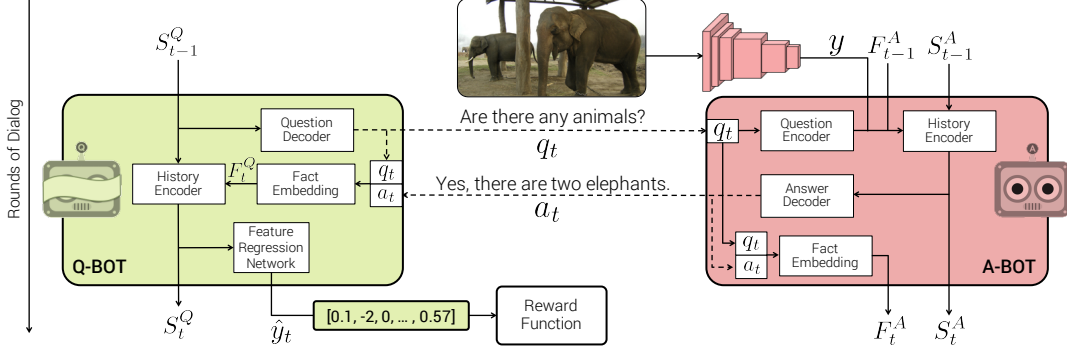 Rounds of Dialog
S^Q_{t-1}
Question
Decoder
History
Encoder
F^Q_t
Fact
Embedding
q_t
a_t
Feature
Regression
Network
Q-BOT
S^Q_t
ŷ_t
[0.1, -2, 0, ... , 0.57]
Reward
Function
Are there any animals?
q_t
Yes, there are two elephants.
a_t
y
F^A_{t-1}
S^A_{t-1}
q_t
Question
Encoder
History
Encoder
Answer
Decoder
q_t
a_t
Fact
Embedding
A-BOT
F^A_t
S^A_t
Q
A